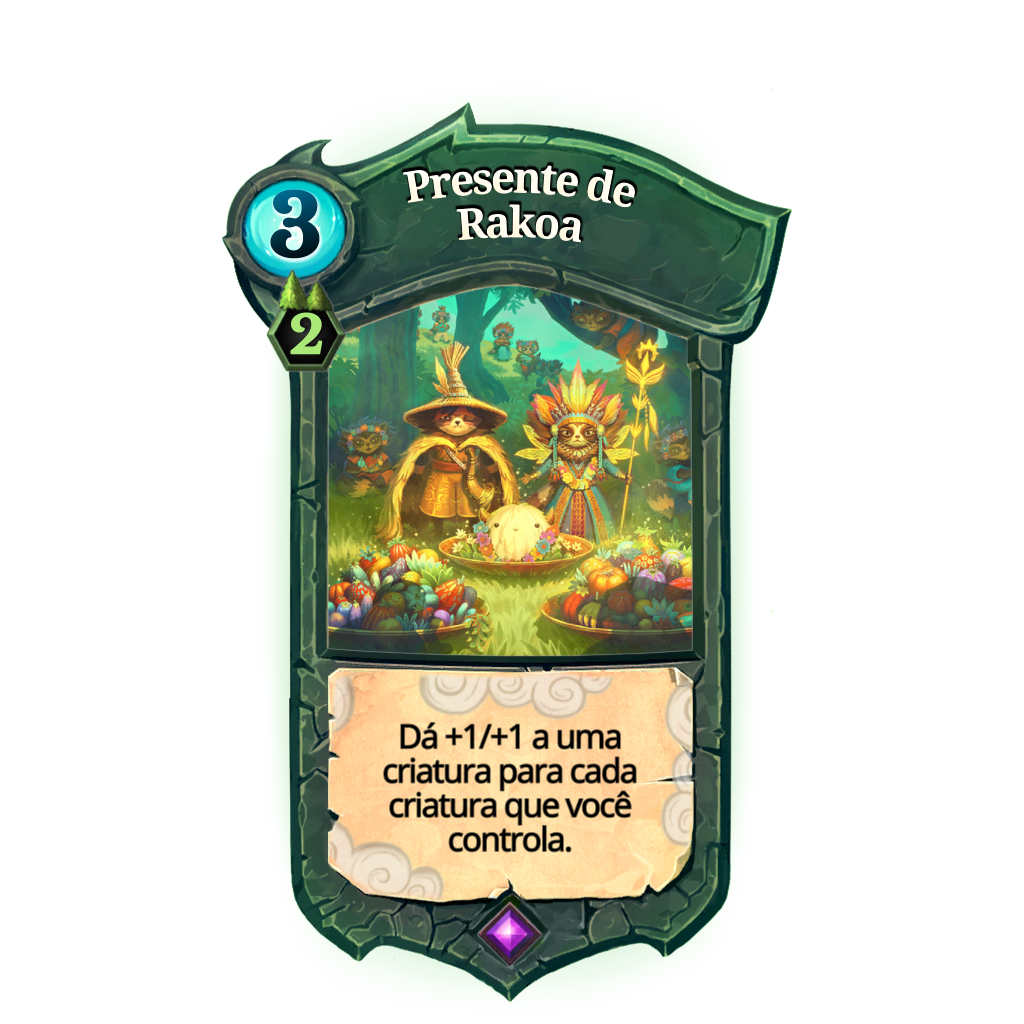 3
Presente de
Rakoa
2
Dá +1/+1 a uma
criatura para cada
criatura que você
controla.